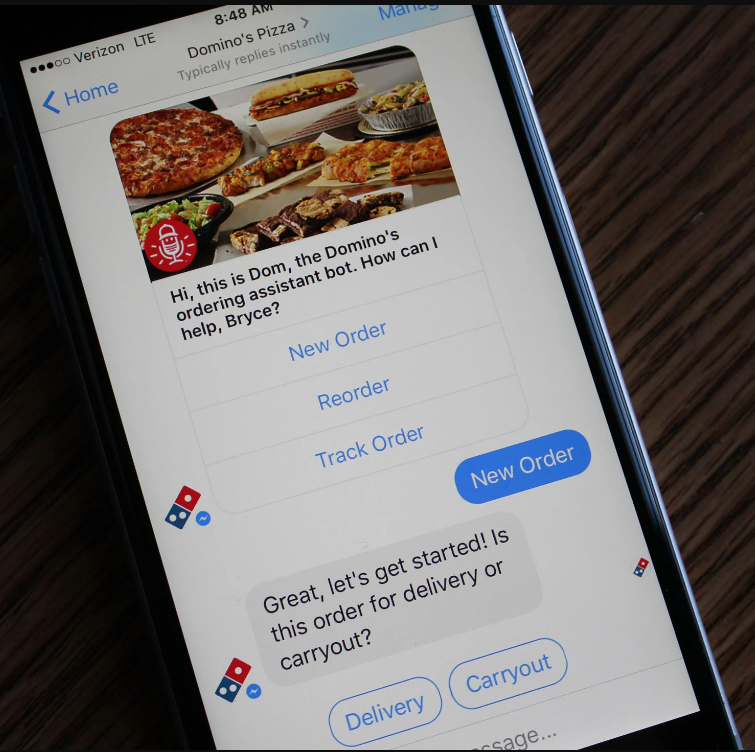 8:48 AM
Verizon LTE
Domino's Pizza
Typically replies instantly
Home
Manag
Hi, this is Dom, the Domino's
ordering assistant bot. How can I
help, Bryce?
New Order
Reorder
Track Order
New Order
Great, let's get started! Is
this order for delivery or
carryout?
Delivery
Carryout
ssage...